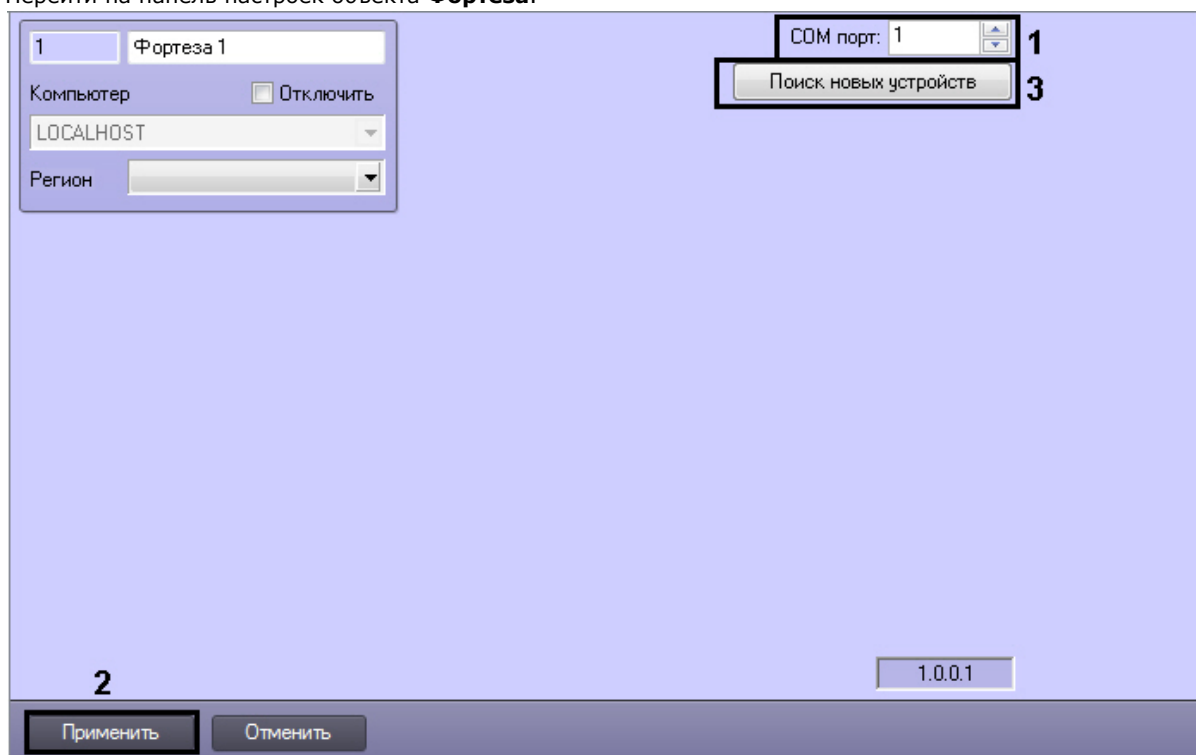 Перейти на панель настроек объекта Фортеза.
1 Фортеза 1
COM порт: 1
1
Поиск новых устройств
3
Компьютер Отключить
LOCALHOST
Регион
1.0.0.1
2
Применить Отменить